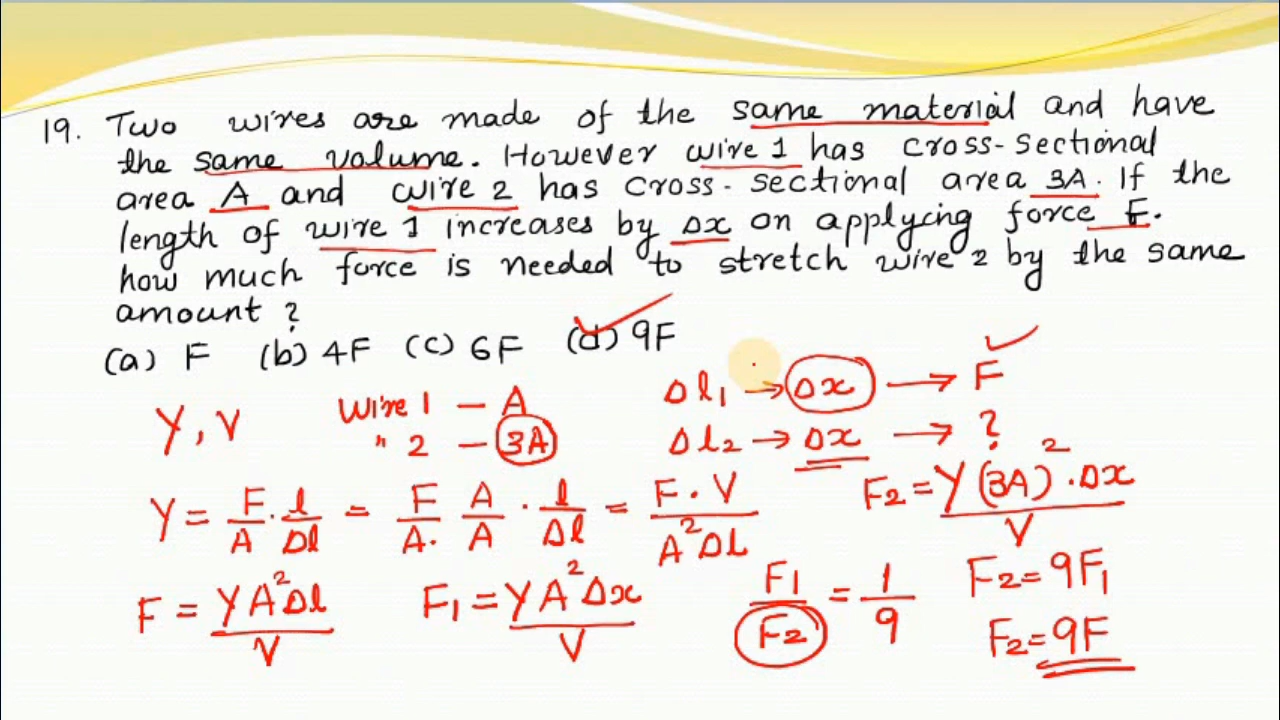 19. Two wires are made of the same material and have
the same volume. However wire 1 has cross-sectional
area A and wire 2 has cross-sectional area 3A. If the
length of wire 1 increases by Δx on applying force F.
how much force is needed to stretch wire 2 by the same
amount?
(a) F (b) 4F (c) 6F (d) 9F
Y, V
Wire 1 – A
" 2 – 3A
Δl₁ → Δx → F
Δl₂ → Δx → ?
Y = F/A · l/Δl = F/A · A/A · l/Δl = F·V/A²Δl
F₂ = Y(3A)²·Δx/V
F = YA²Δl/V
F₁ = YA²Δx/V
F₁/F₂ = 1/9
F₂ = 9F₁
F₂ = 9F